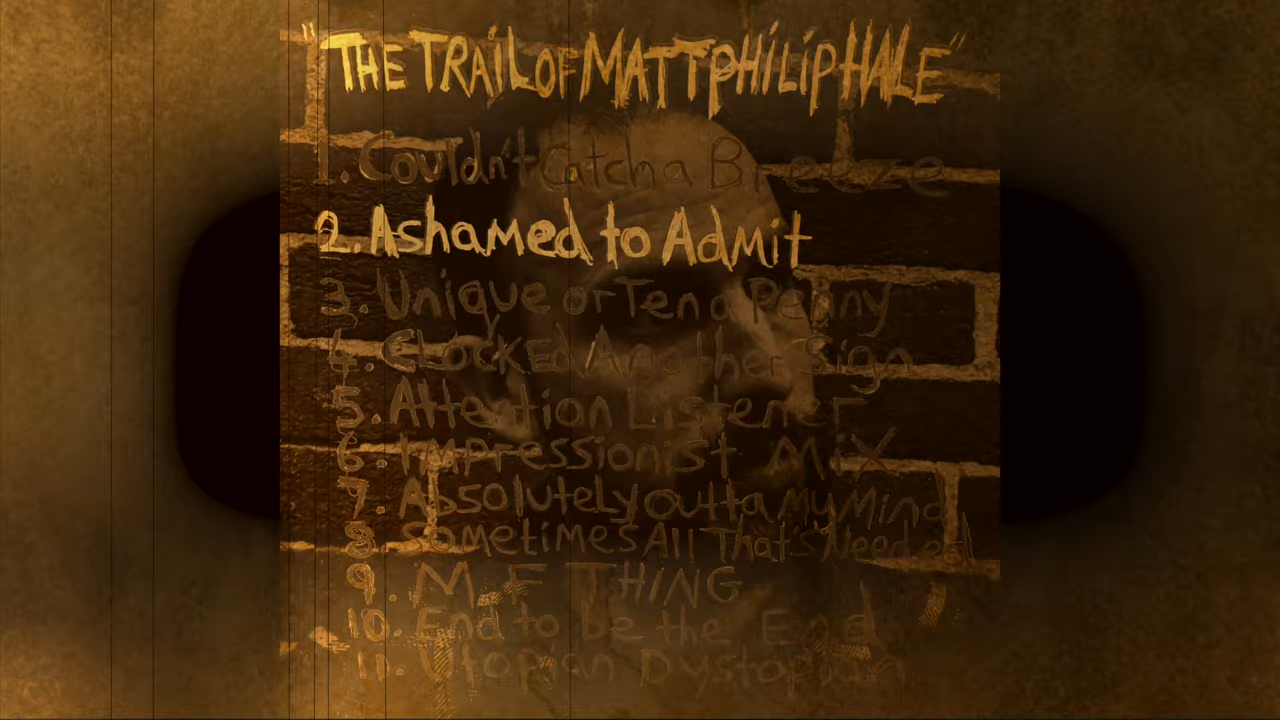 "THE TRAiL OF MATT PHiLiP HALE"
1. Couldn't Catch a Breeze
2. Ashamed to Admit
3. Unique or Ten a Penny
4. CLOCKEd Another Sign
5. Attention Listener
6. IMPressionist MiX
7. Absolutely outta My Mind
8. SometimesAll That's Needed
9. M.F THiNG
10. End to be the End
11. Utopian Dystopian